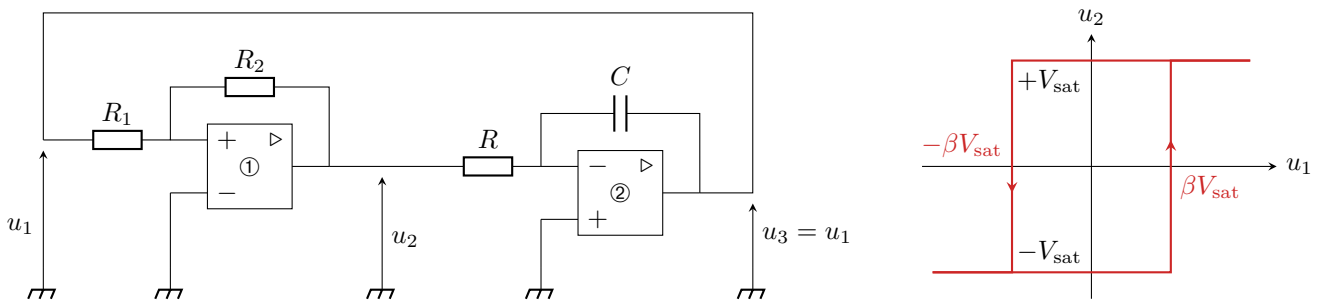 R₂
C
R₁
R
+
▷
①
−
−
▷
②
+
u₁
u₂
u₃ = u₁
u₂
+V_sat
−βV_sat
u₁
βV_sat
−V_sat